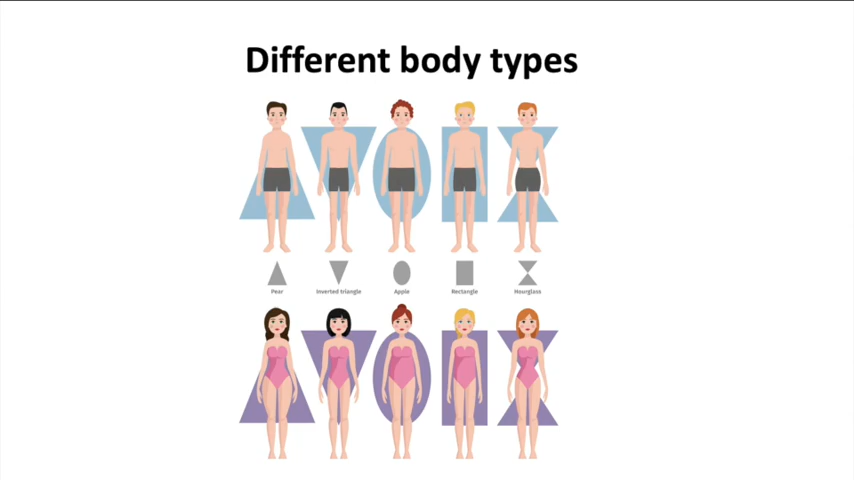 Different body types
Pear
Inverted triangle
Apple
Rectangle
Hourglass